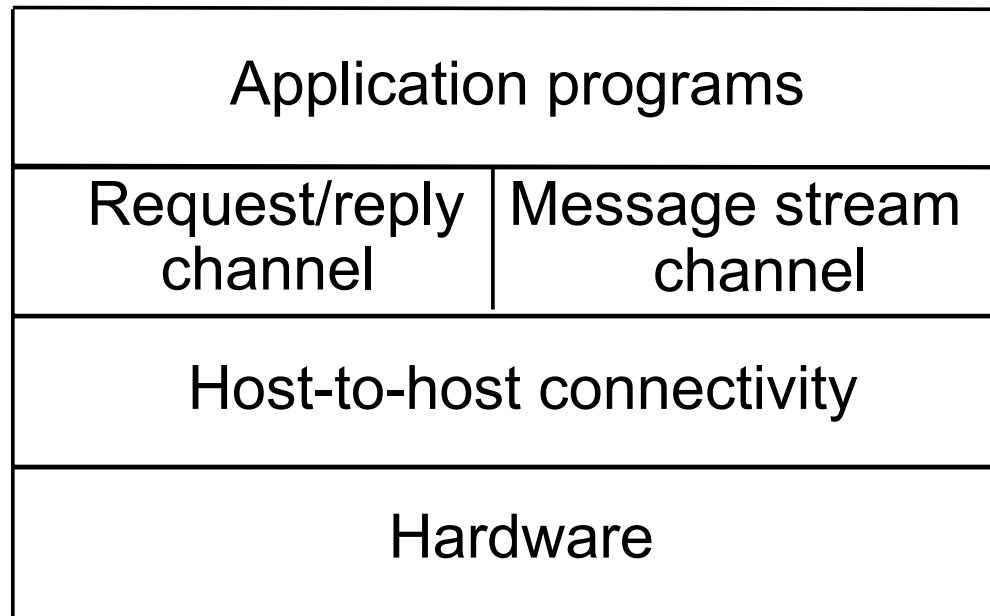 Application programs
Request/reply
channel
Message stream
channel
Host-to-host connectivity
Hardware